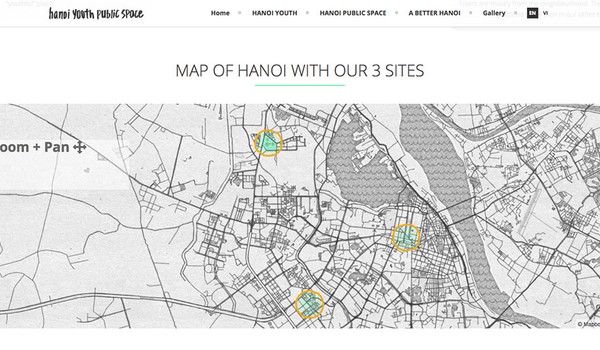 hanoi youth public space
Home HANOI YOUTH HANOI PUBLIC SPACE A BETTER HANOI Gallery EN VI
MAP OF HANOI WITH OUR 3 SITES
oom + Pan